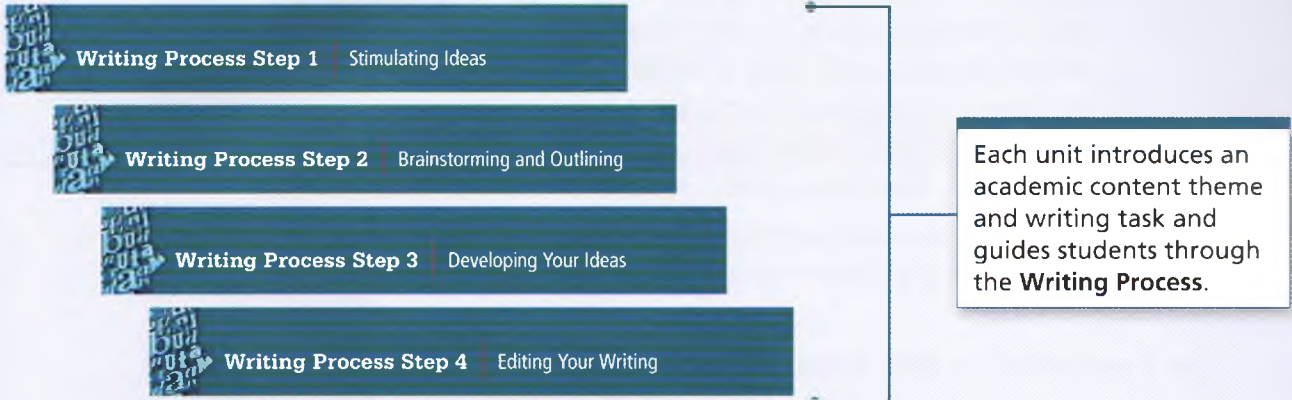 Writing Process Step 1 Stimulating Ideas
Writing Process Step 2 Brainstorming and Outlining
Writing Process Step 3 Developing Your Ideas
Writing Process Step 4 Editing Your Writing
Each unit introduces an
academic content theme
and writing task and
guides students through
the Writing Process.